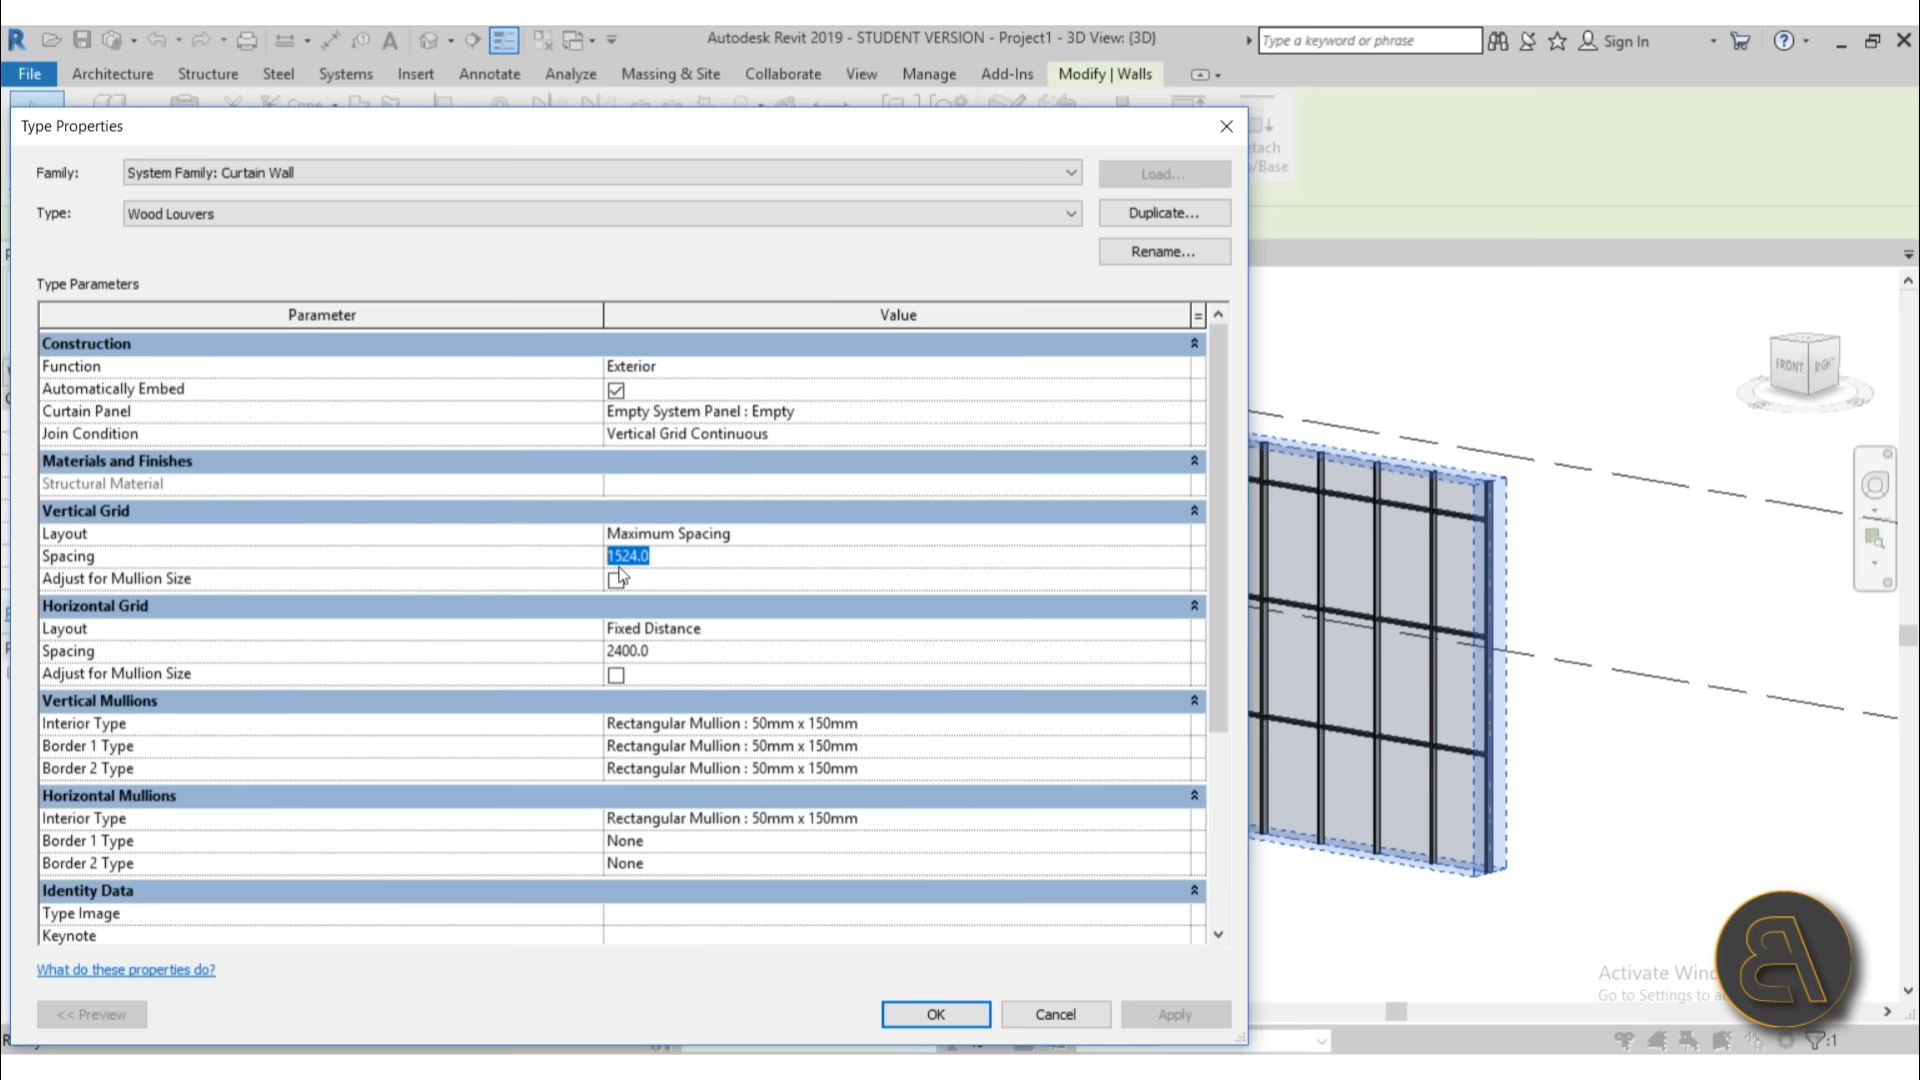 Autodesk Revit 2019 - STUDENT VERSION - Project1 - 3D View: {3D}
Type a keyword or phrase
Sign In
File Architecture Structure Steel Systems Insert Annotate Analyze Massing & Site Collaborate View Manage Add-Ins Modify | Walls
Type Properties
Family: System Family: Curtain Wall Load...
Type: Wood Louvers Duplicate...
Rename...
Type Parameters
Parameter Value =
Construction
Function Exterior
Automatically Embed
Curtain Panel Empty System Panel : Empty
Join Condition Vertical Grid Continuous
Materials and Finishes
Structural Material
Vertical Grid
Layout Maximum Spacing
Spacing 1524.0
Adjust for Mullion Size
Horizontal Grid
Layout Fixed Distance
Spacing 2400.0
Adjust for Mullion Size
Vertical Mullions
Interior Type Rectangular Mullion : 50mm x 150mm
Border 1 Type Rectangular Mullion : 50mm x 150mm
Border 2 Type Rectangular Mullion : 50mm x 150mm
Horizontal Mullions
Interior Type Rectangular Mullion : 50mm x 150mm
Border 1 Type None
Border 2 Type None
Identity Data
Type Image
Keynote
What do these properties do?
<< Preview OK Cancel Apply
etach
/Base
FRONT RIGHT
Activate Wind
Go to Settings to a
:1